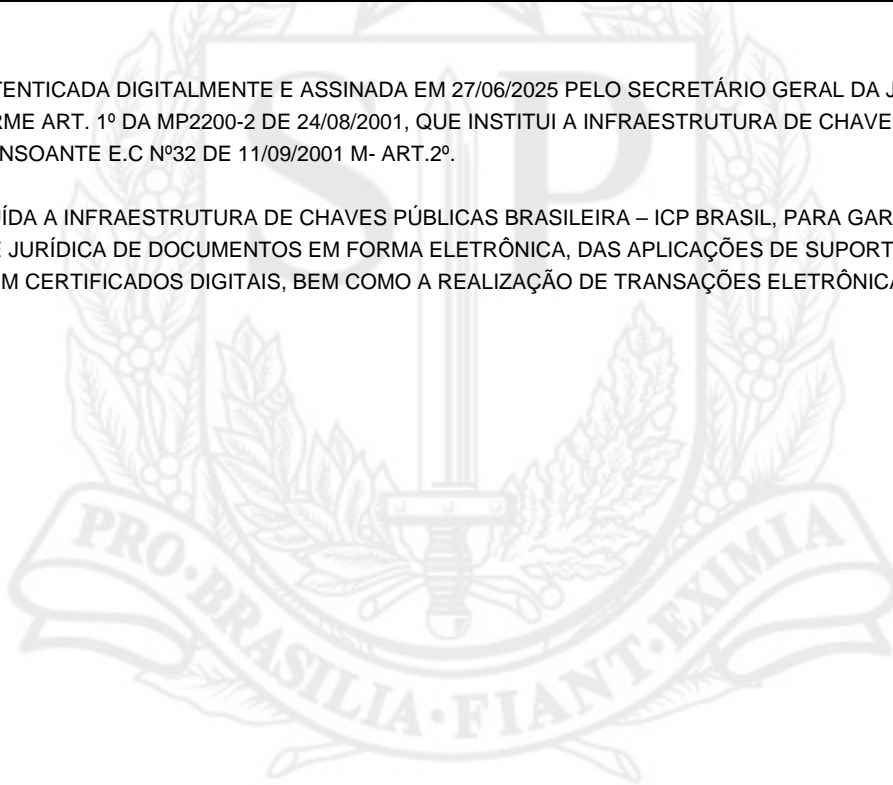 TENTICADA DIGITALMENTE E ASSINADA EM 27/06/2025 PELO SECRETÁRIO GERAL DA J
RME ART. 1º DA MP2200-2 DE 24/08/2001, QUE INSTITUI A INFRAESTRUTURA DE CHAVE
NSOANTE E.C Nº32 DE 11/09/2001 M- ART.2º.
ÍDA A INFRAESTRUTURA DE CHAVES PÚBLICAS BRASILEIRA – ICP BRASIL, PARA GAR
E JURÍDICA DE DOCUMENTOS EM FORMA ELETRÔNICA, DAS APLICAÇÕES DE SUPORT
M CERTIFICADOS DIGITAIS, BEM COMO A REALIZAÇÃO DE TRANSAÇÕES ELETRÔNICA
SP
PRO·BRASILIA·FIANT·EXIMIA